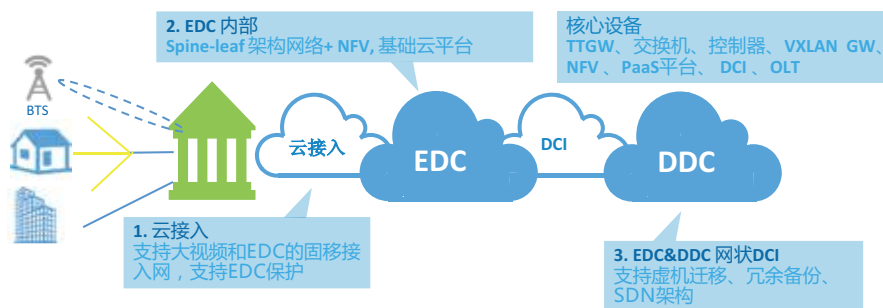 2. EDC 内部
Spine-leaf 架构网络+ NFV, 基础云平台
核心设备
TTGW、交换机、控制器、VXLAN GW、
NFV 、PaaS平台、 DCI 、OLT
BTS
云接入
EDC
DCI
DDC
1. 云接入
支持大视频和EDC的固移接
入网，支持EDC保护
3. EDC&DDC 网状DCI
支持虚机迁移、冗余备份、
SDN架构